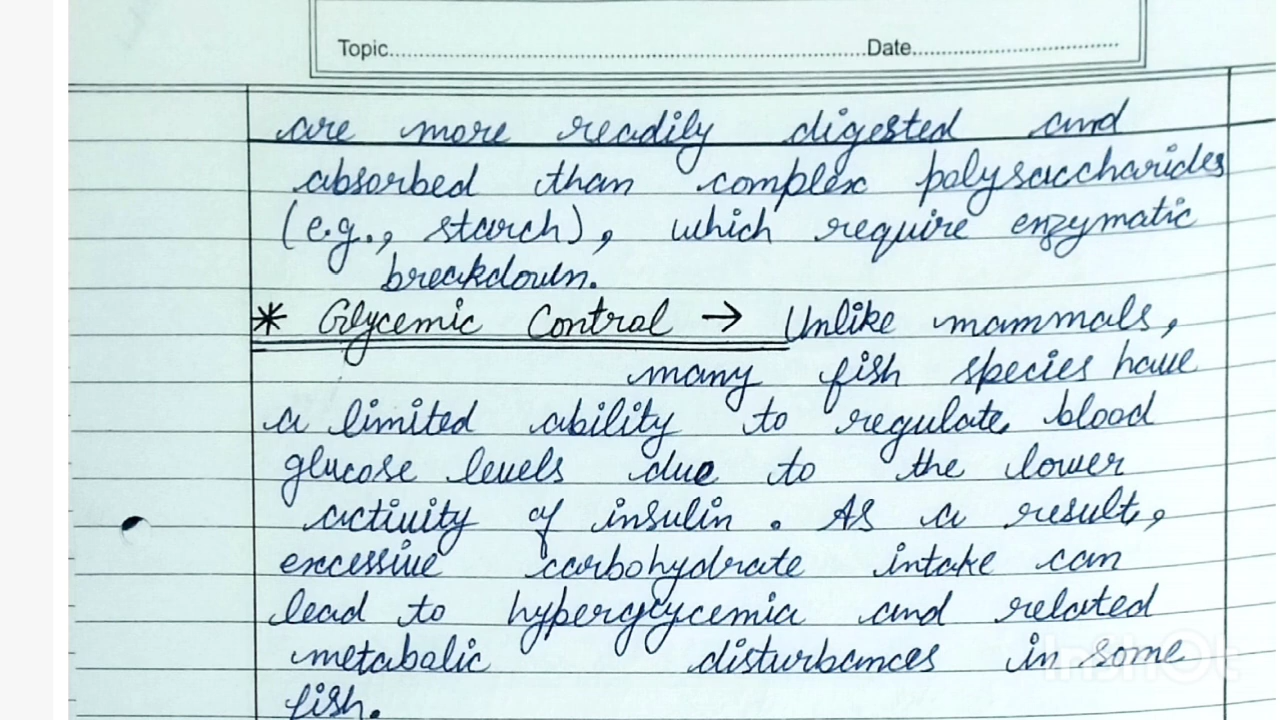 Topic..........Date..........
are more readily digested and
absorbed than complex polysaccharides
(e.g., starch), which require enzymatic
breakdown.
* Glycemic Control → Unlike mammals,
many fish species have
a limited ability to regulate blood
glucose levels due to the lower
activity of insulin. As a result,
excessive carbohydrate intake can
lead to hyperglycemia and related
metabolic disturbances in some
fish.
InShOt